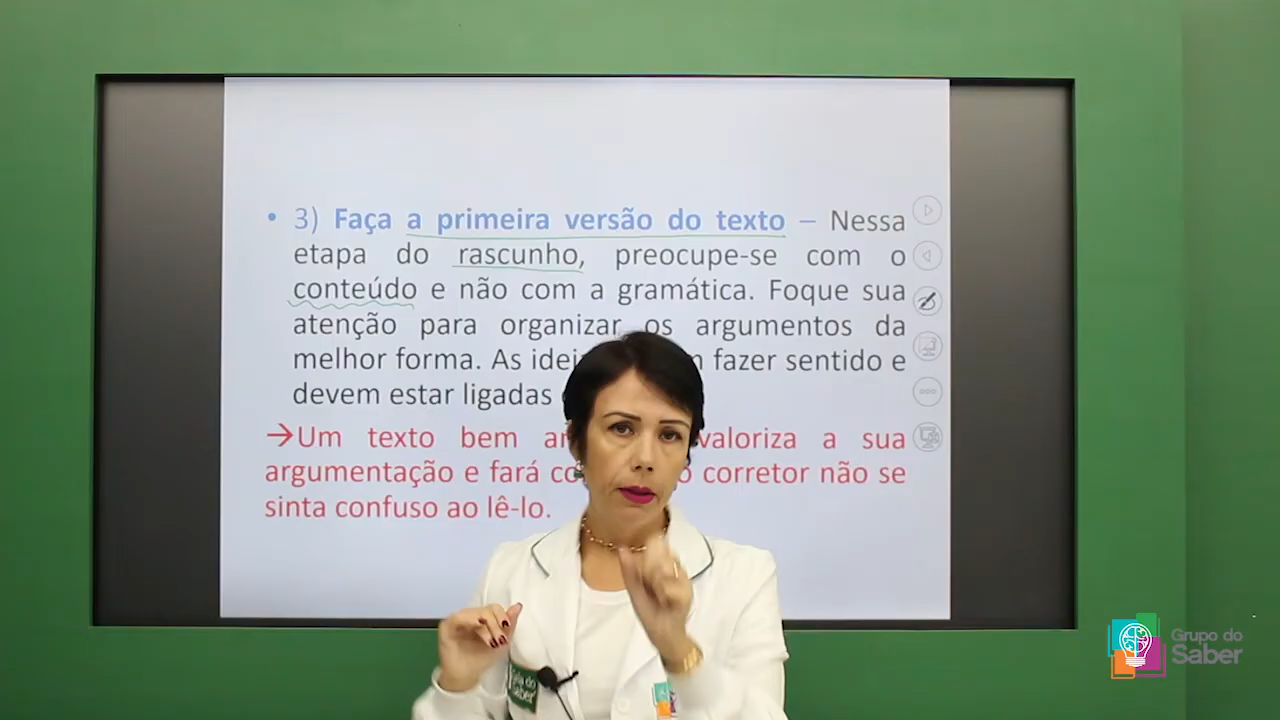 • 3) Faça a primeira versão do texto – Nessa
etapa do rascunho, preocupe-se com o
conteúdo e não com a gramática. Foque sua
atenção para organizar os argumentos da
melhor forma. As fazer sentido e
devem estar ligadas
→Um texto bem valoriza a sua
argumentação e fará corretor não se
sinta confuso ao lê-lo.
Grupo do
Saber
do
Saber